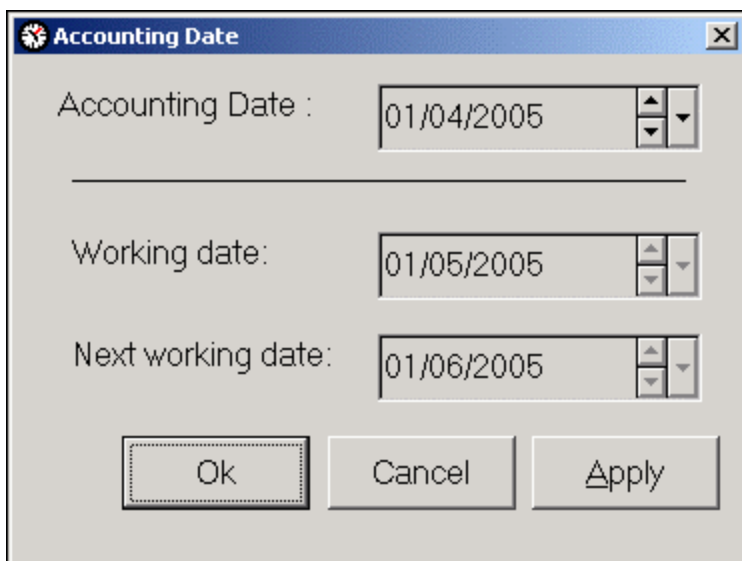 Accounting Date
Accounting Date : 01/04/2005
Working date: 01/05/2005
Next working date: 01/06/2005
Ok Cancel Apply